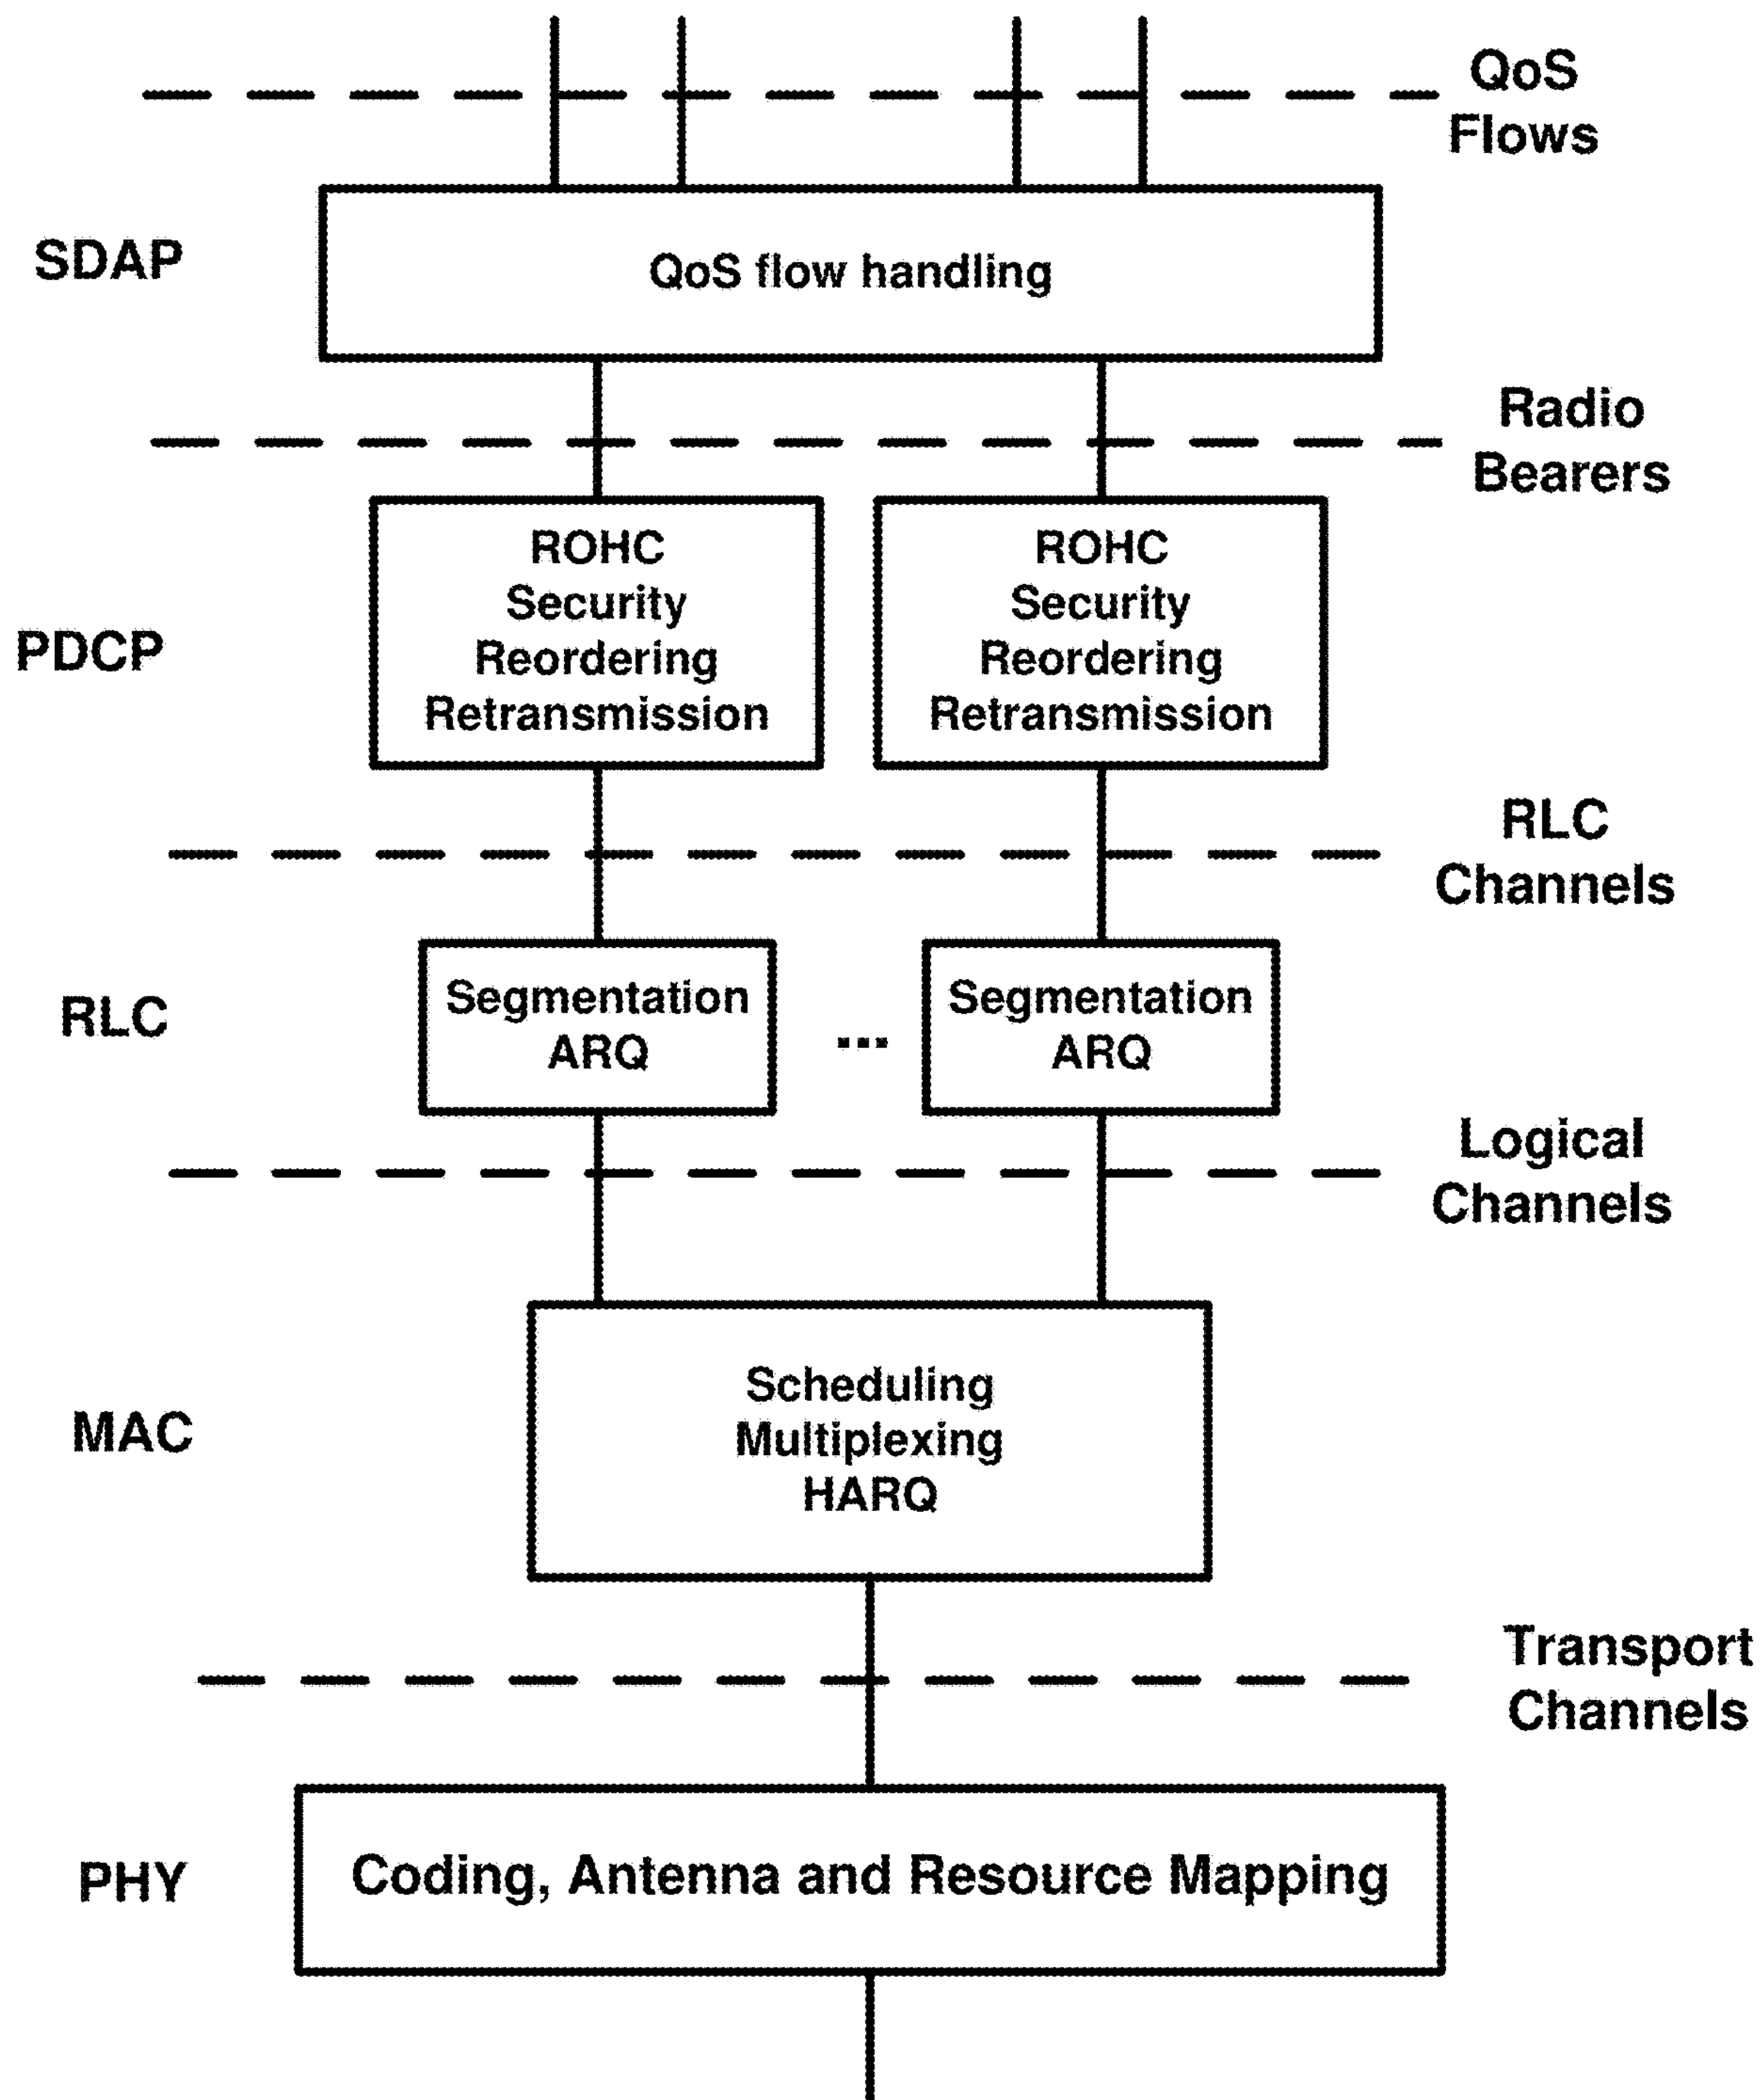 QoS
Flows
SDAP
QoS flow handling
Radio
Bearers
PDCP
ROHC
Security
Reordering
Retransmission
ROHC
Security
Reordering
Retransmission
RLC
Channels
RLC
Segmentation
ARQ
...
Segmentation
ARQ
Logical
Channels
MAC
Scheduling
Multiplexing
HARQ
Transport
Channels
PHY
Coding, Antenna and Resource Mapping